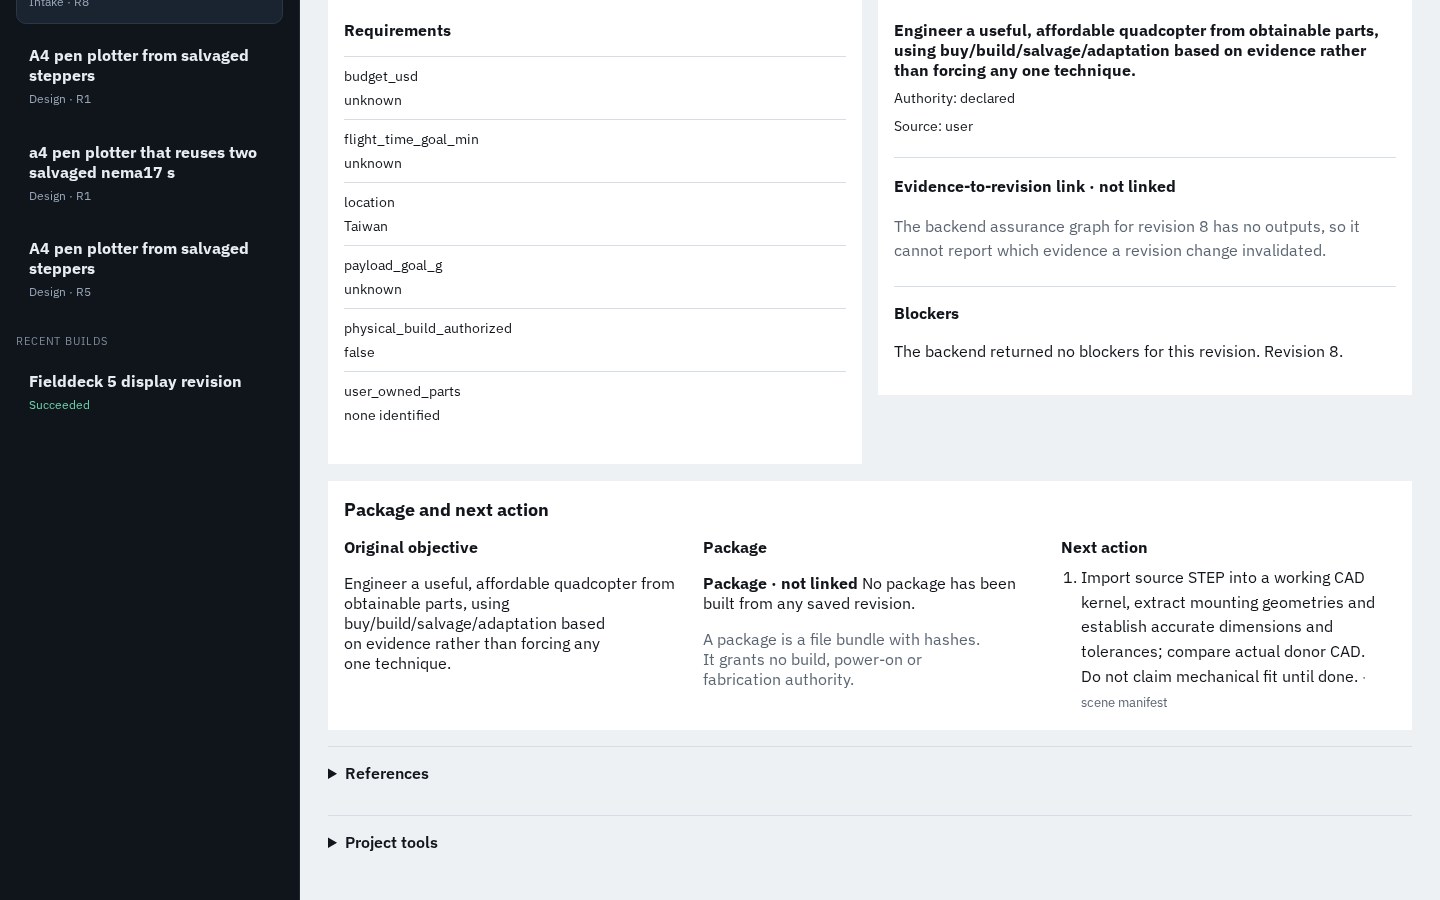 Intake · R8
A4 pen plotter from salvaged
steppers
Design · R1
a4 pen plotter that reuses two
salvaged nema17 s
Design · R1
A4 pen plotter from salvaged
steppers
Design · R5
RECENT BUILDS
Fielddeck 5 display revision
Succeeded
Requirements
budget_usd
unknown
flight_time_goal_min
unknown
location
Taiwan
payload_goal_g
unknown
physical_build_authorized
false
user_owned_parts
none identified
Engineer a useful, affordable quadcopter from obtainable parts,
using buy/build/salvage/adaptation based on evidence rather
than forcing any one technique.
Authority: declared
Source: user
Evidence-to-revision link · not linked
The backend assurance graph for revision 8 has no outputs, so it
cannot report which evidence a revision change invalidated.
Blockers
The backend returned no blockers for this revision. Revision 8.
Package and next action
Original objective
Engineer a useful, affordable quadcopter from
obtainable parts, using
buy/build/salvage/adaptation based
on evidence rather than forcing any
one technique.
Package
Package · not linked No package has been
built from any saved revision.
A package is a file bundle with hashes.
It grants no build, power-on or
fabrication authority.
Next action
1. Import source STEP into a working CAD
kernel, extract mounting geometries and
establish accurate dimensions and
tolerances; compare actual donor CAD.
Do not claim mechanical fit until done. ·
scene manifest
References
Project tools